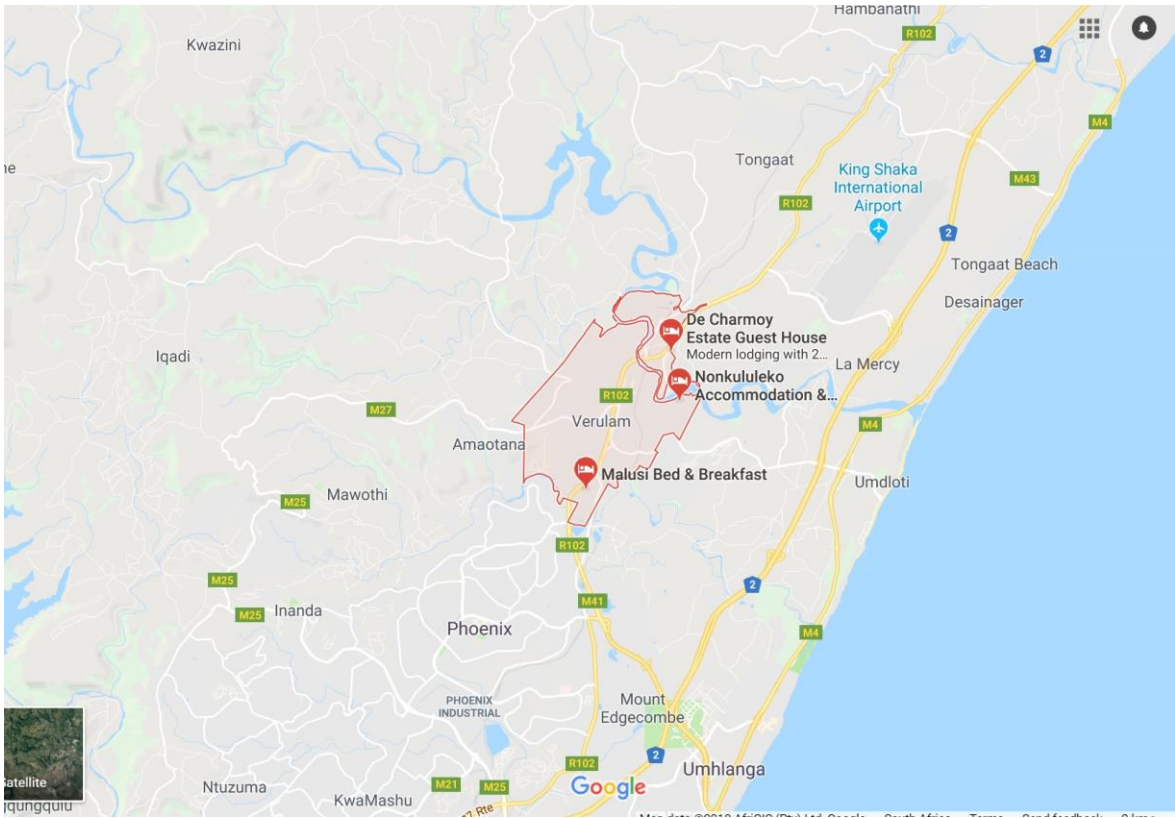 Hambanathi
Kwazini
R102
2
M4
Tongaat
King Shaka
International
Airport
M43
R102
2
Tongaat Beach
Desainager
De Charmoy
Estate Guest House
Modern lodging with 2...
Iqadi
La Mercy
Nonkululeko
Accommodation &...
R102
M27
Verulam
M4
Amaotana
Malusi Bed & Breakfast
Umdloti
Mawothi
M25
R102
M25
2
M41
Inanda
M25
Phoenix
M4
PHOENIX
INDUSTRIAL
Mount
Edgecombe
2
R102
Umhlanga
Satellite
Ntuzuma
M21
M25
Google
KwaMashu
Rte